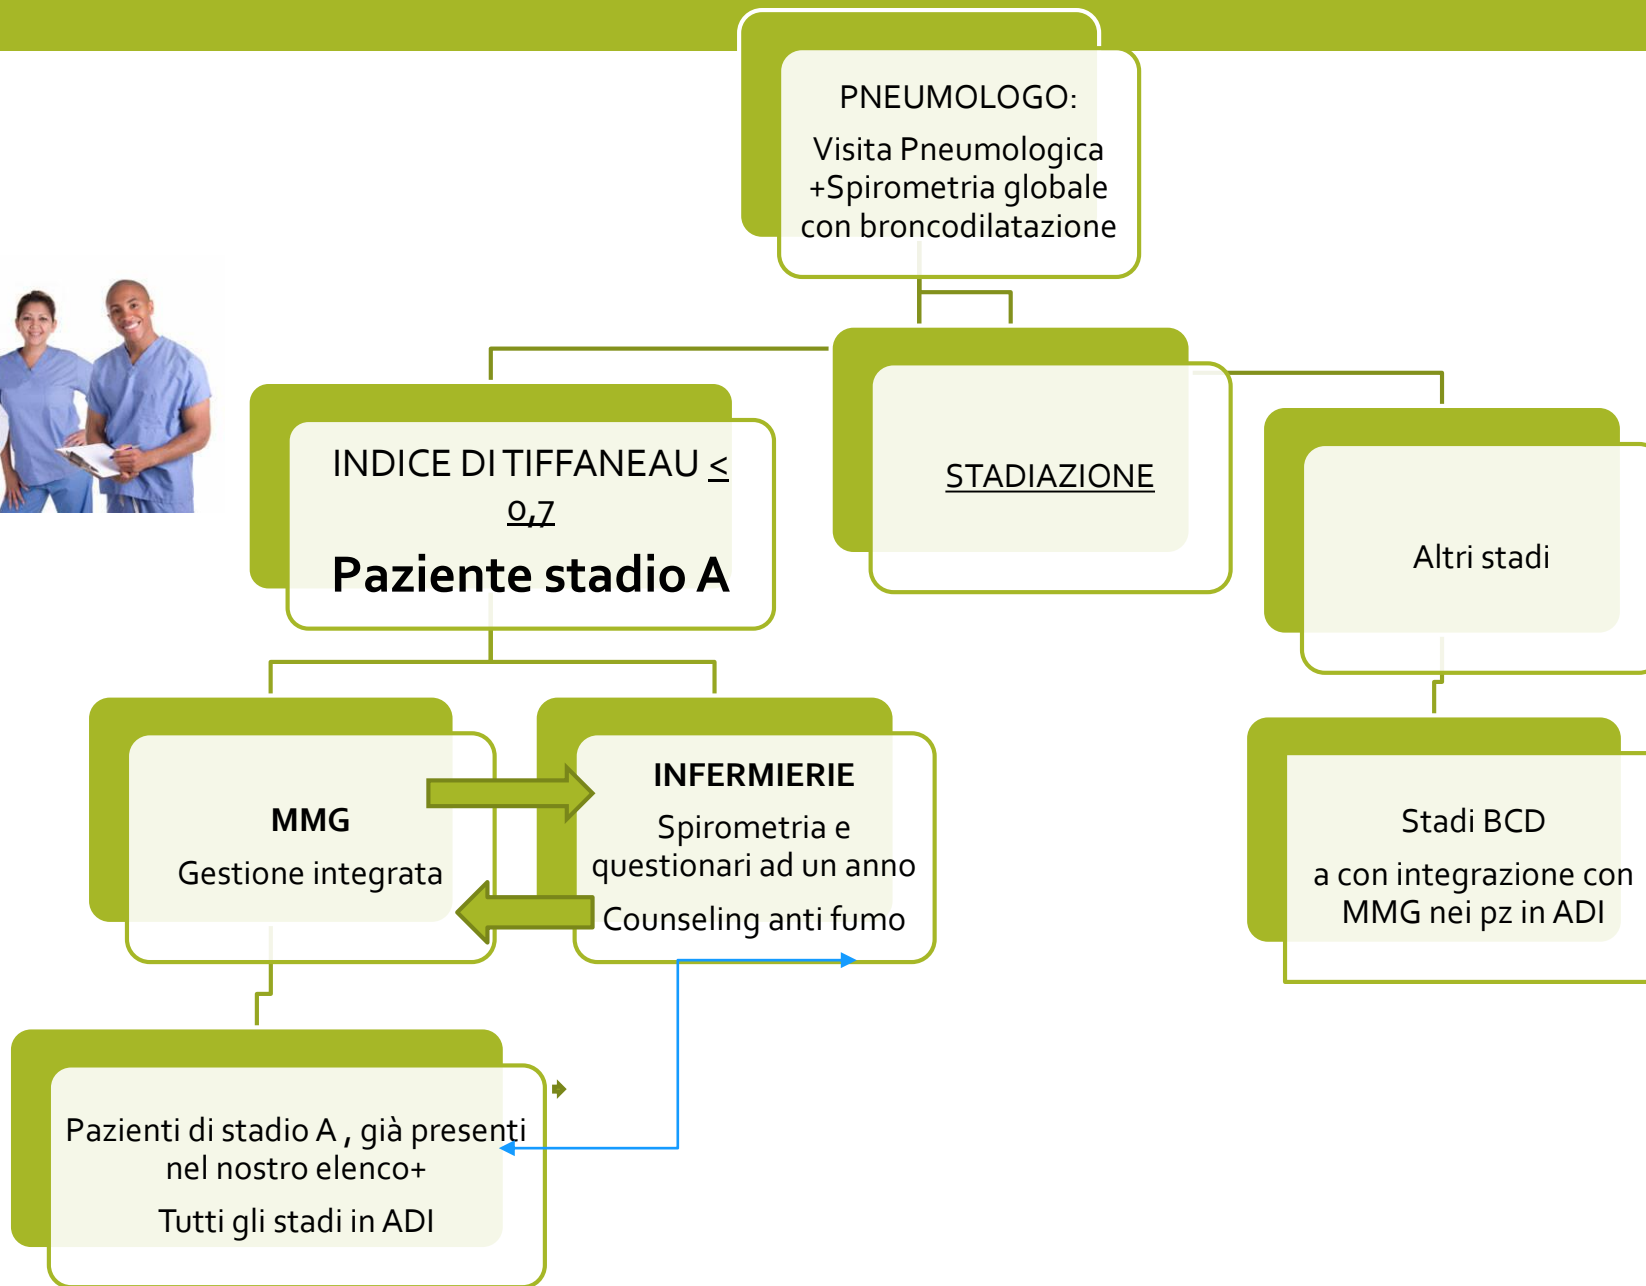 PNEUMOLOGO:
Visita Pneumologica
+Spirometria globale
con broncodilatazione
INDICE DI TIFFANEAU <
0,7
Paziente stadio A
STADIAZIONE
Altri stadi
MMG
Gestione integrata
INFERMIERIE
Spirometria e
questionari ad un anno
Counseling anti fumo
Stadi BCD
a con integrazione con
MMG nei pz in ADI
Pazienti di stadio A , già presenti
nel nostro elenco+
Tutti gli stadi in ADI